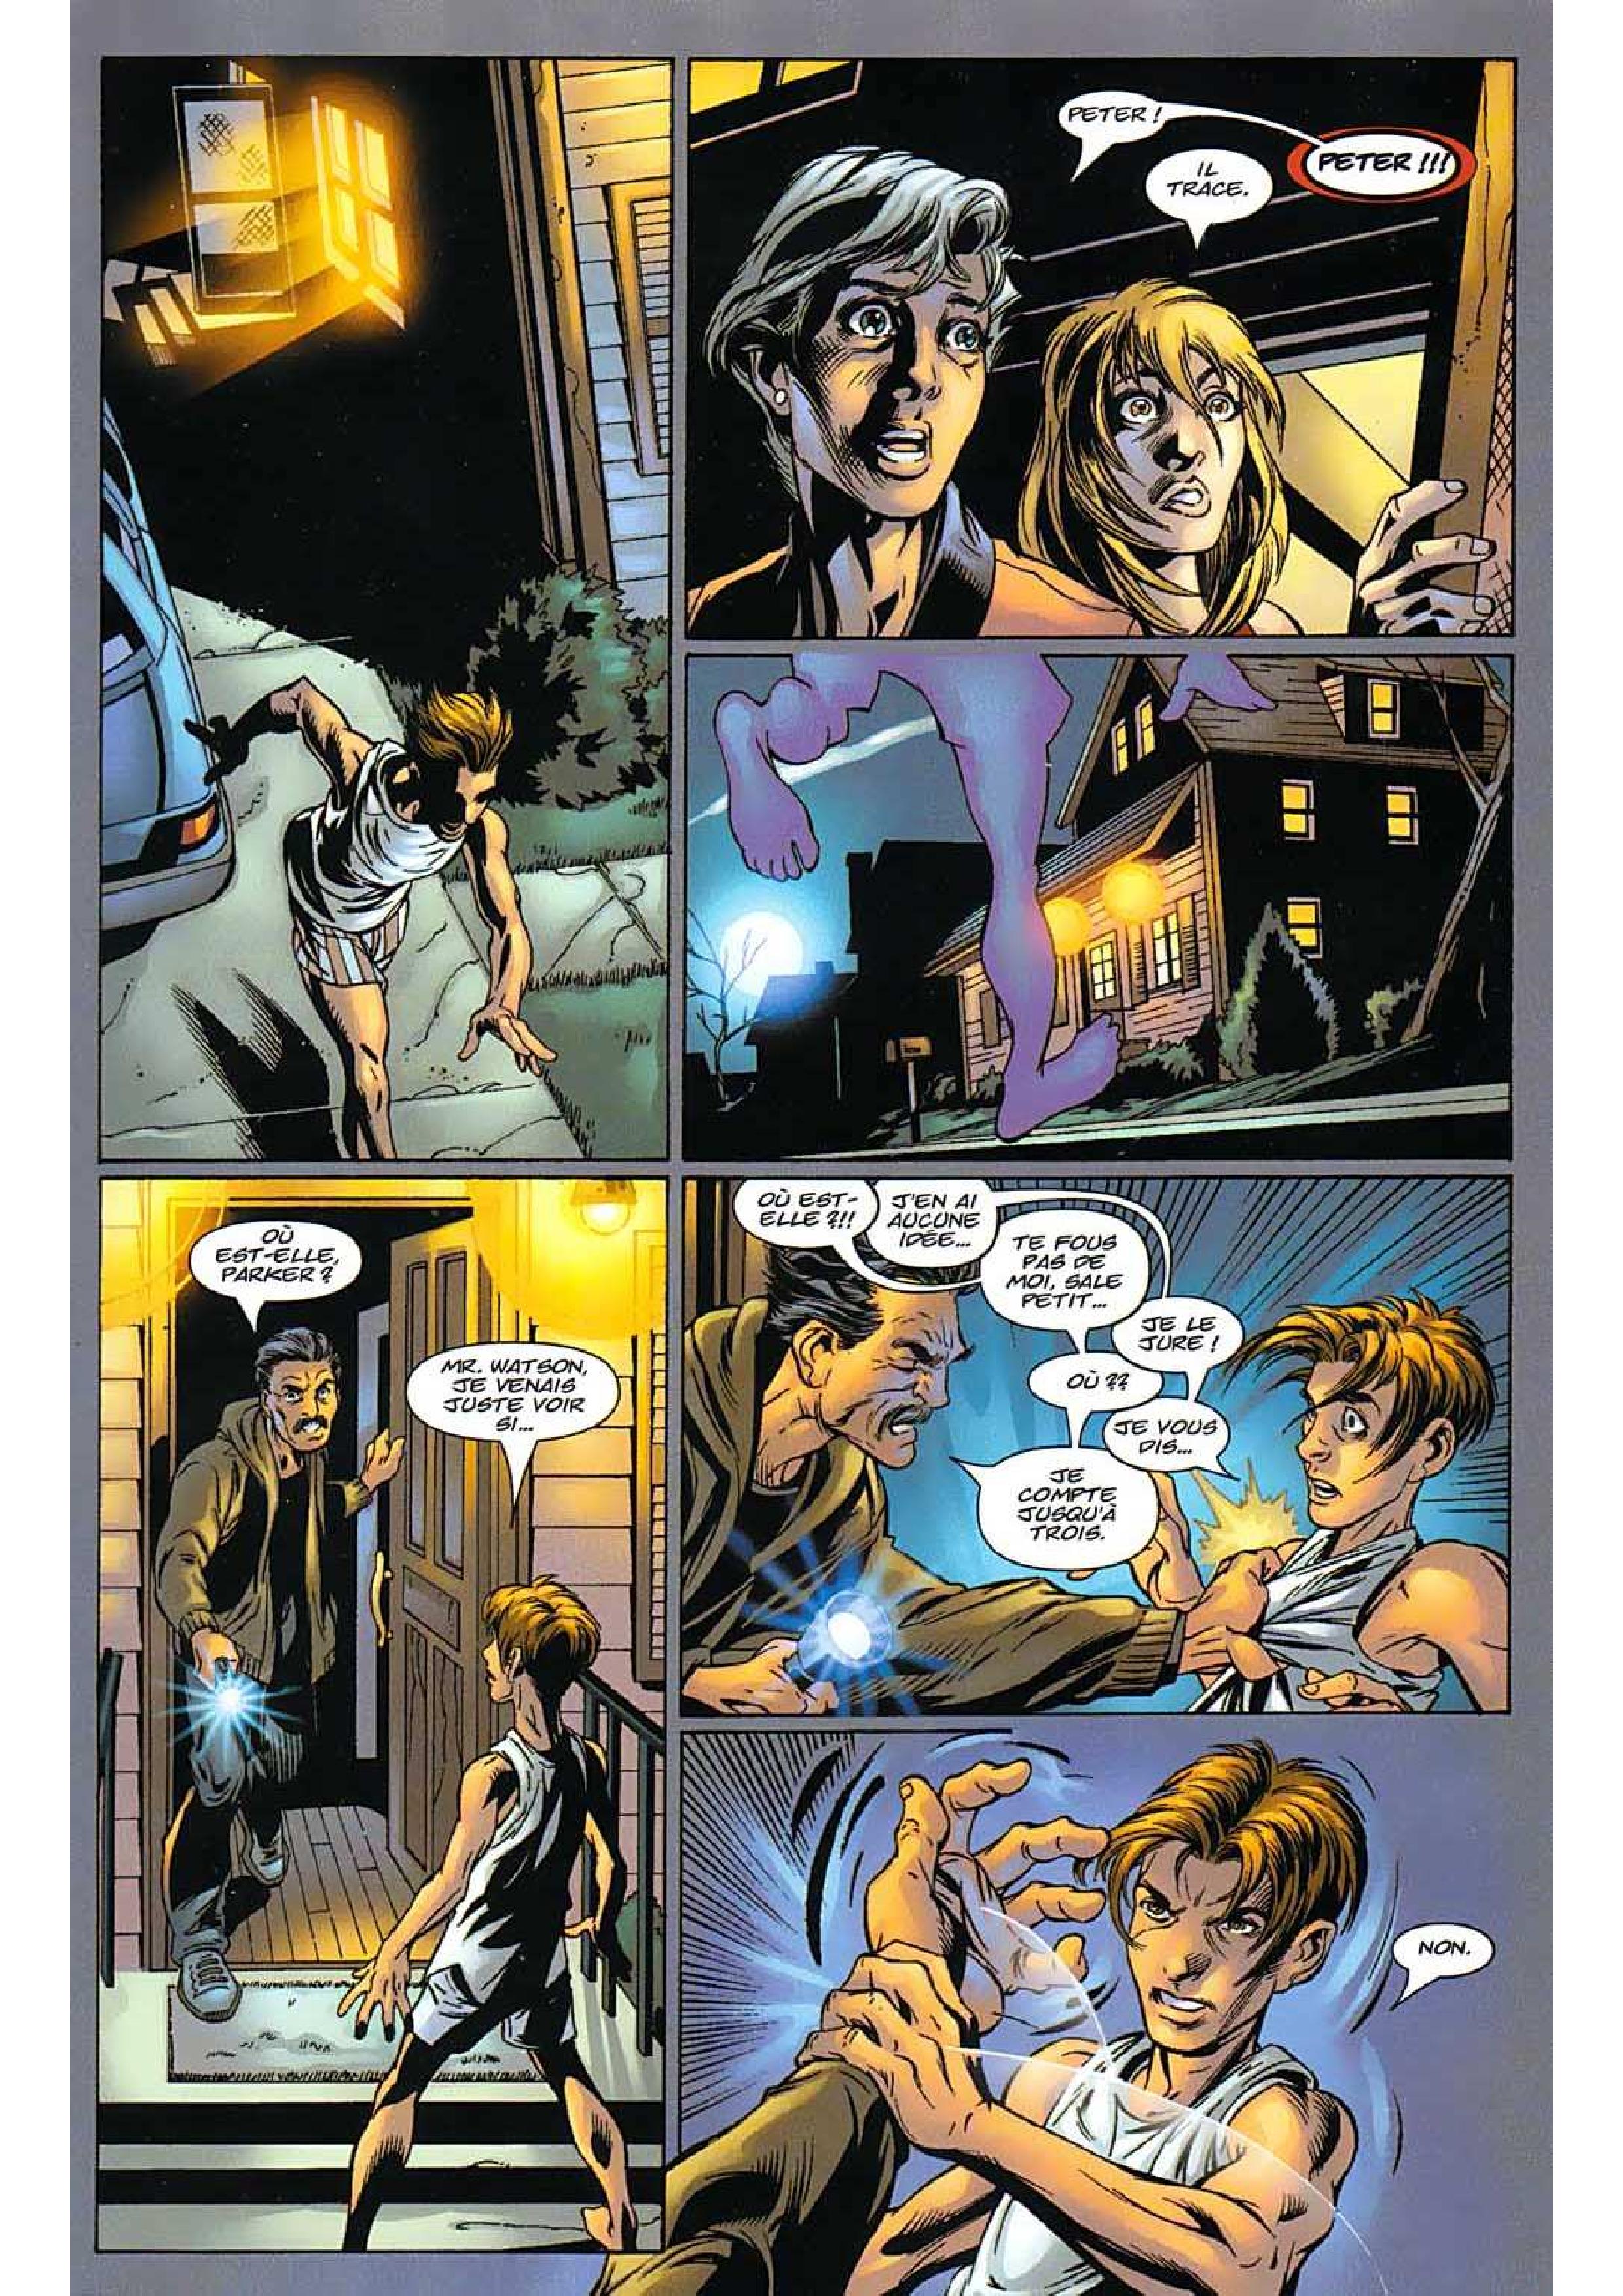 PETER !
PETER !!!
IL
TRACE.
OÙ
EST-ELLE,
PARKER ?
MR. WATSON,
JE VENAIS
JUSTE VOIR
SI...
OÙ EST-
ELLE ?!!
J'EN AI
AUCUNE
IDÉE...
TE FOUS
PAS DE
MOI, SALE
PETIT...
JE LE
JURE !
OÙ ??
JE VOUS
DIS...
JE
COMPTE
JUSQU'À
TROIS.
NON.